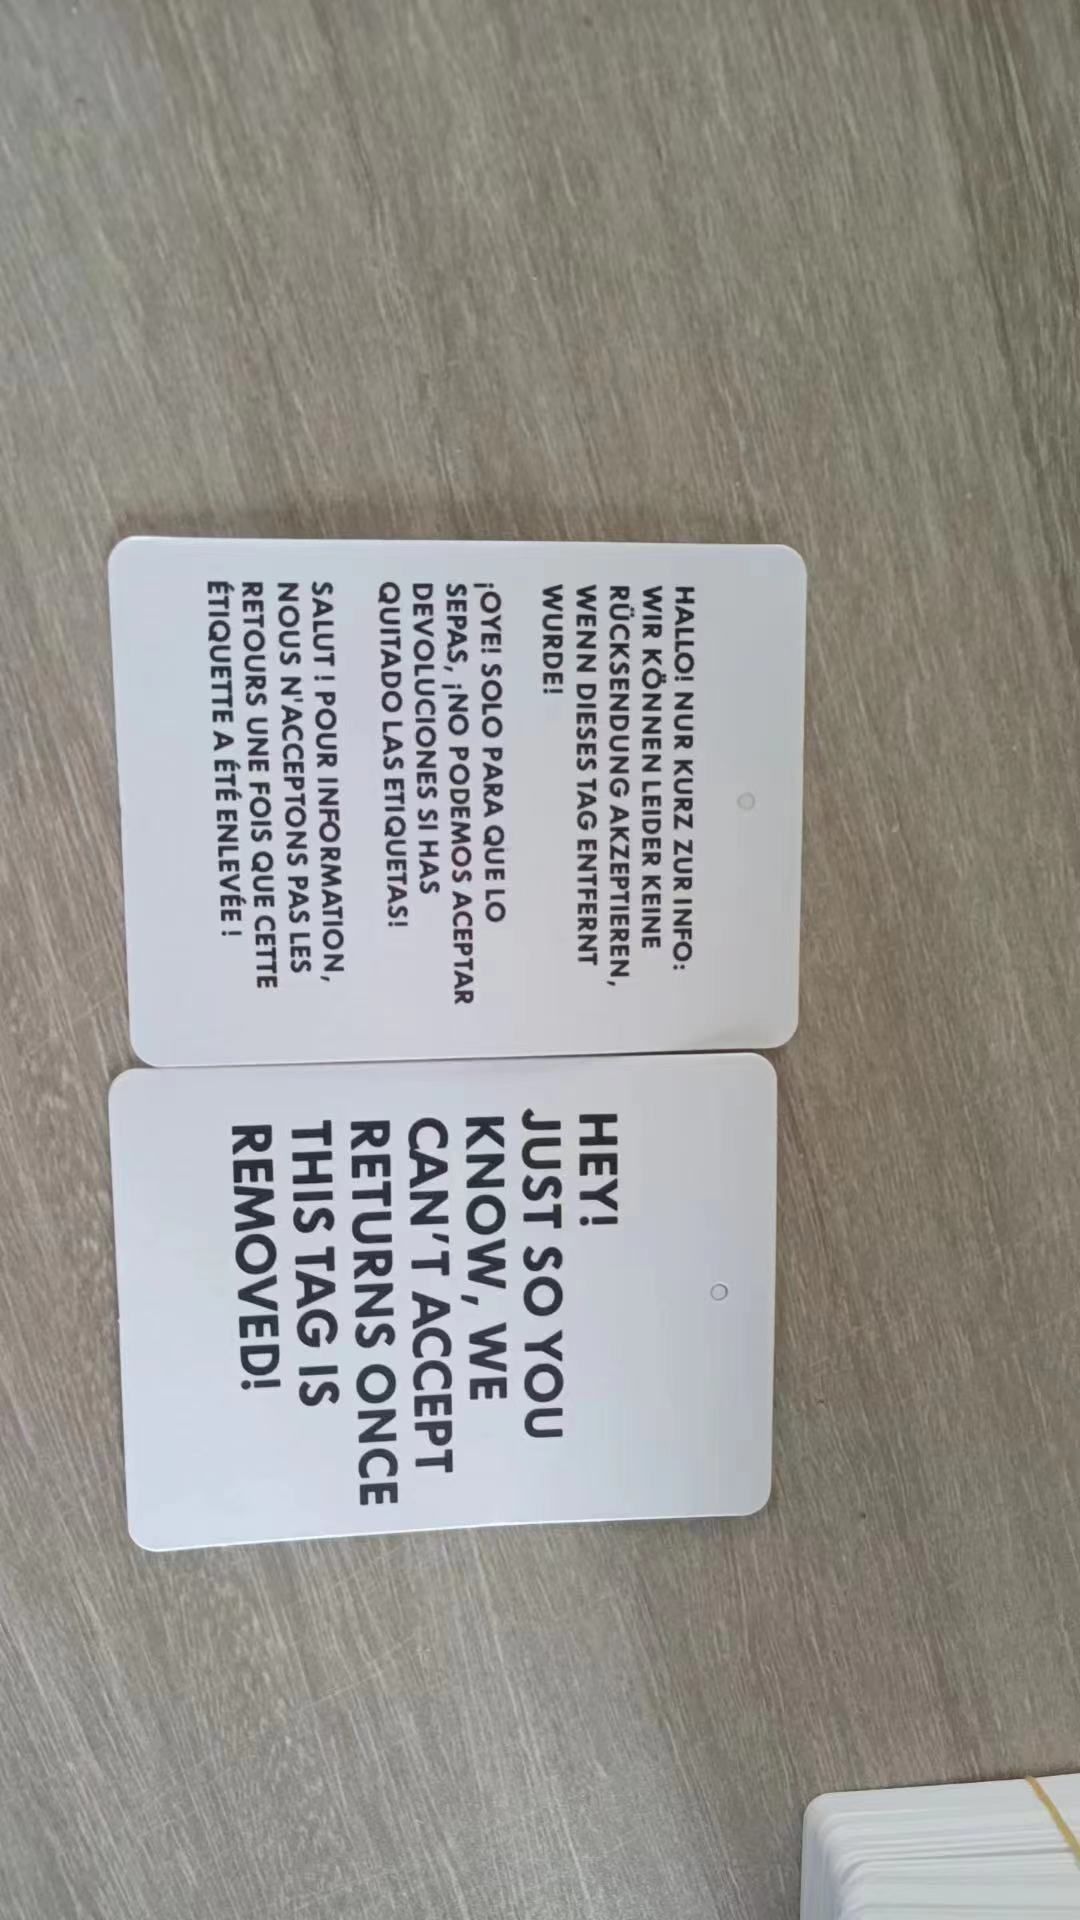 HALLO! NUR KURZ ZUR INFO:
WIR KÖNNEN LEIDER KEINE
RÜCKSENDUNG AKZEPTIEREN,
WENN DIESES TAG ENTFERNT
WURDE!
¡OYE! SOLO PARA QUE LO
SEPAS, ¡NO PODEMOS ACEPTAR
DEVOLUCIONES SI HAS
QUITADO LAS ETIQUETAS!
SALUT ! POUR INFORMATION,
NOUS N'ACCEPTONS PAS LES
RETOURS UNE FOIS QUE CETTE
ÉTIQUETTE A ÉTÉ ENLEVÉE !
HEY!
JUST SO YOU
KNOW, WE
CAN'T ACCEPT
RETURNS ONCE
THIS TAG IS
REMOVED!